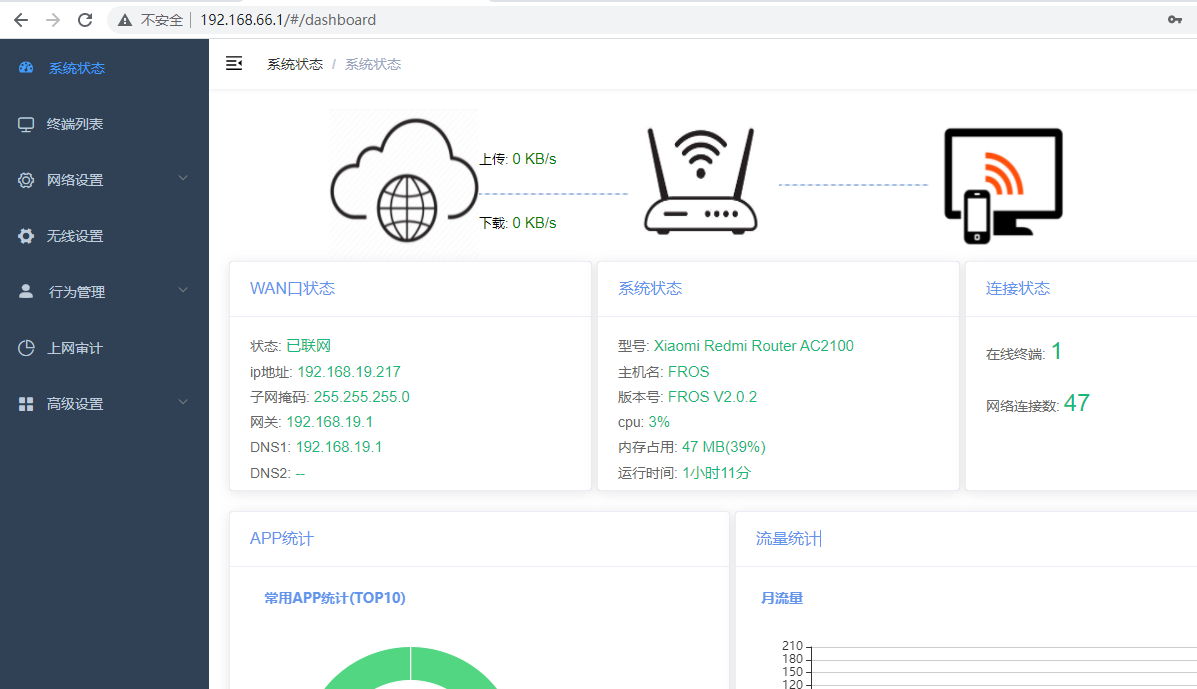 不安全 192.168.66.1/#/dashboard
系统状态
终端列表
网络设置
无线设置
行为管理
上网审计
高级设置
系统状态 / 系统状态
上传: 0 KB/s
下载: 0 KB/s
WAN口状态
状态: 已联网
ip地址: 192.168.19.217
子网掩码: 255.255.255.0
网关: 192.168.19.1
DNS1: 192.168.19.1
DNS2: --
系统状态
型号: Xiaomi Redmi Router AC2100
主机名: FROS
版本号: FROS V2.0.2
cpu: 3%
内存占用: 47 MB(39%)
运行时间: 1小时11分
连接状态
在线终端: 1
网络连接数: 47
APP统计
常用APP统计(TOP10)
流量统计
月流量
210
180
150
120